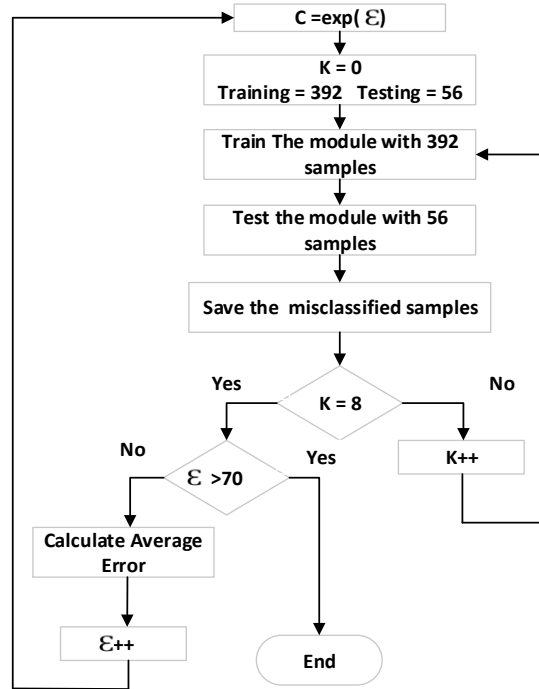 C =exp( ε)
K = 0
Training = 392 Testing = 56
Train The module with 392
samples
Test the module with 56
samples
Save the misclassified samples
Yes
No
K = 8
No
Yes
K++
ε >70
Calculate Average
Error
ε++
End